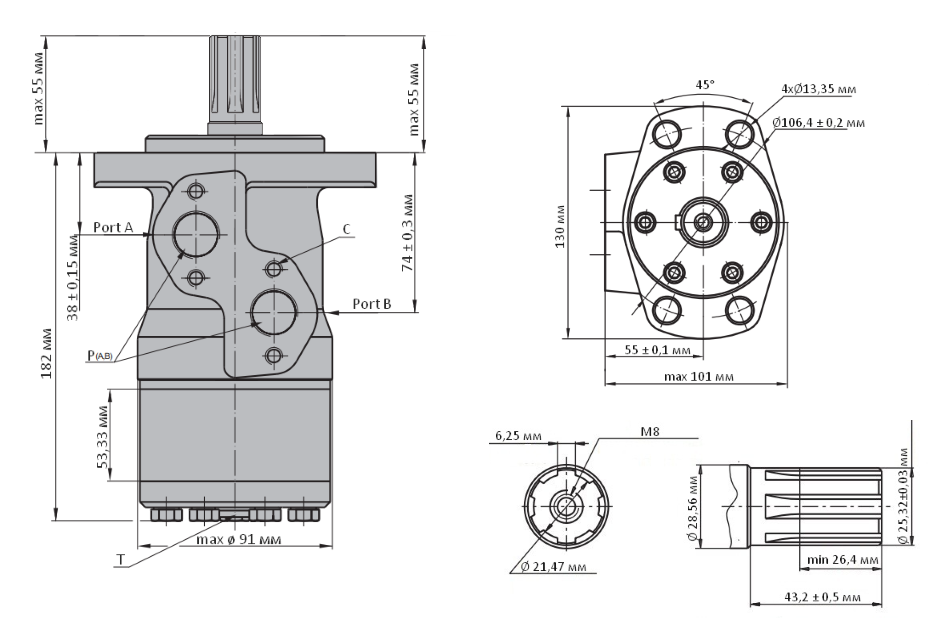 max 55 мм
max 55 мм
Port A
C
38 ± 0,15 мм
74 ± 0,3 мм
Port B
P(A,B)
182 мм
53,33 мм
max ø 91 мм
T
45°
4xØ13,35 мм
Ø106,4 ± 0,2 мм
130 мм
55 ± 0,1 мм
max 101 мм
6,25 мм
M8
Ø 21,47 мм
Ø 28,56 мм
Ø 25,32±0,03 мм
min 26,4 мм
43,2 ± 0,5 мм